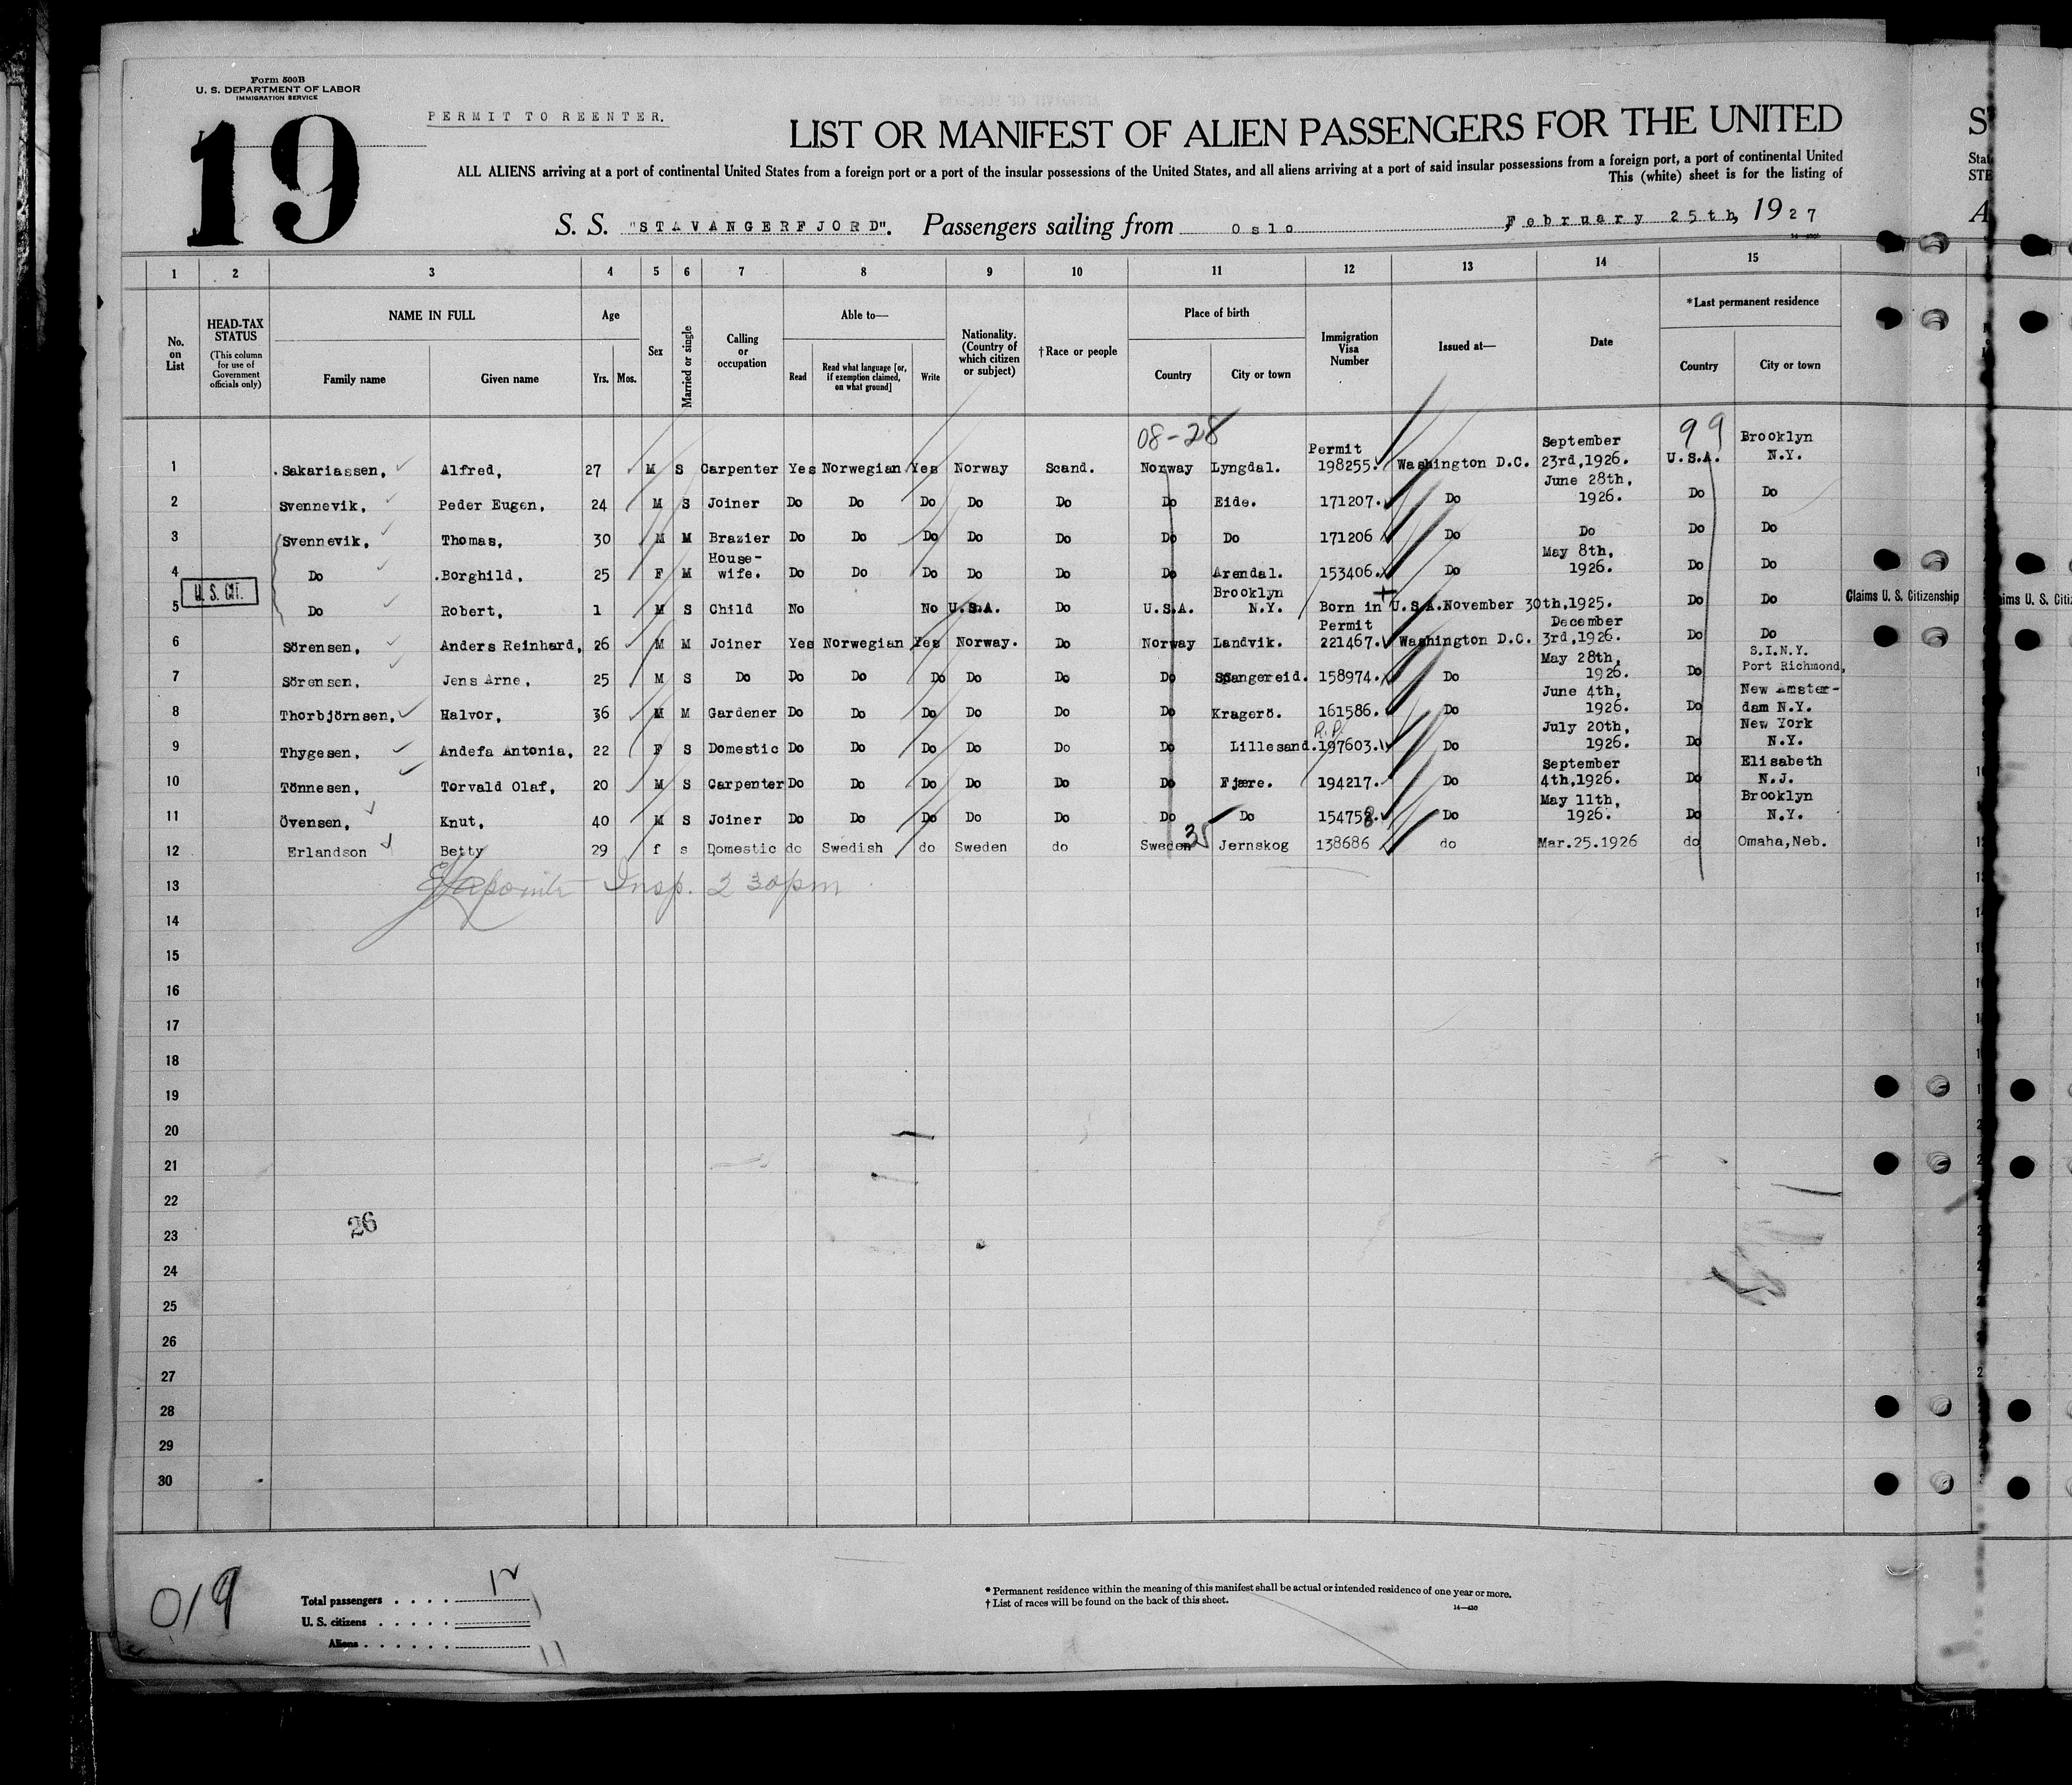 Form 500B
U. S. DEPARTMENT OF LABOR
IMMIGRATION SERVICE
19
PERMIT TO REENTER.
LIST OR MANIFEST OF ALIEN PASSENGERS FOR THE UNITED
ALL ALIENS arriving at a port of continental United States from a foreign port or a port of the insular possessions of the United States, and all aliens arriving at a port of said insular possessions from a foreign port, a port of continental United
This (white) sheet is for the listing of
S. S. "STAVANGERFJORD". Passengers sailing from Oslo, February 25th, 1927
1 2 3 4 5 6 7 8 9 10 11 12 13 14 15
No. on List
HEAD-TAX STATUS
(This column for use of Government officials only)
NAME IN FULL
Family name Given name
Age
Yrs. Mos.
Sex
Married or single
Calling or occupation
Able to—
Read Read what language [or, if exemption claimed, on what ground] Write
Nationality. (Country of which citizen or subject)
†Race or people
Place of birth
Country City or town
Immigration Visa Number
Issued at—
Date
*Last permanent residence
Country City or town
08-28 99
1 Sakariassen, Alfred, 27 M S Carpenter Yes Norwegian Yes Norway Scand. Norway Lyngdal. Permit 198255. Washington D.C. September 23rd,1926. U.S.A. Brooklyn N.Y.
2 Svennevik, Peder Eugen, 24 M S Joiner Do Do Do Do Do Do Eide. 171207. Do June 28th, 1926. Do Do
3 Svennevik, Thomas, 30 M M Brazier Do Do Do Do Do Do Do 171206 Do Do Do Do
4 Do Borghild, 25 F M House-wife. Do Do Do Do Do Do Arendal. 153406. Do May 8th, 1926. Do Do
U. S. Cit.
5 Do Robert, 1 M S Child No No U.S.A. Do U.S.A. Brooklyn N.Y. Born in U.S.A. November 30th,1925. Do Do Claims U. S. Citizenship
6 Sörensen, Anders Reinhard, 26 M M Joiner Yes Norwegian Yes Norway. Do Norway Landvik. Permit 221467. Washington D.C. December 3rd,1926. Do Do
7 Sörensen, Jens Arne, 25 M S Do Do Do Do Do Do Do Spangereid. 158974. Do May 28th, 1926. Do S.I.N.Y. Port Richmond,
8 Thorbjörnsen, Halvor, 36 M M Gardener Do Do Do Do Do Do Kragerö. 161586. Do June 4th, 1926. Do New Amster-dam N.Y.
R.P.
9 Thygesen, Andefa Antonia, 22 F S Domestic Do Do Do Do Do Do Lillesand. 197603. Do July 20th, 1926. Do New York N.Y.
10 Tönnesen, Torvald Olaf, 20 M S Carpenter Do Do Do Do Do Do Fjære. 194217. Do September 4th,1926. Do Elisabeth N.J.
11 Övensen, Knut, 40 M S Joiner Do Do Do Do Do Do Do 154758. Do May 11th, 1926. Do Brooklyn N.Y.
35
12 Erlandson Betty 29 f s Domestic do Swedish do Sweden do Sweden Jernskog 138686 do Mar.25.1926 do Omaha,Neb.
13 Insp. 2 30pm
14
15
16
17
18
19
20
21
22
26
23
24
25
26
27
28
29
30
019
Total passengers . . . . 12
U. S. citizens . . . . . 1
Aliens . . . . . . 11
* Permanent residence within the meaning of this manifest shall be actual or intended residence of one year or more.
† List of races will be found on the back of this sheet.